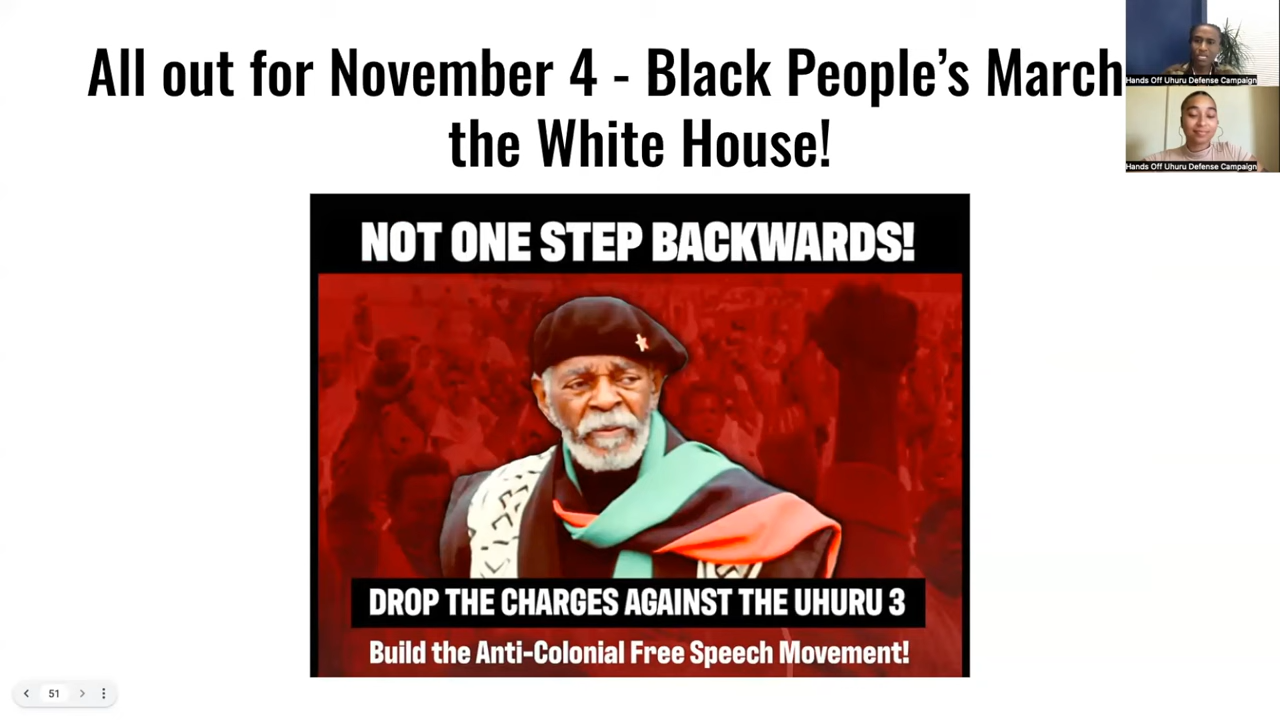 All out for November 4 - Black People's March
the White House!
Hands Off Uhuru Defense Campaign
Hands Off Uhuru Defense Campaign
NOT ONE STEP BACKWARDS!
DROP THE CHARGES AGAINST THE UHURU 3
Build the Anti-Colonial Free Speech Movement!
51